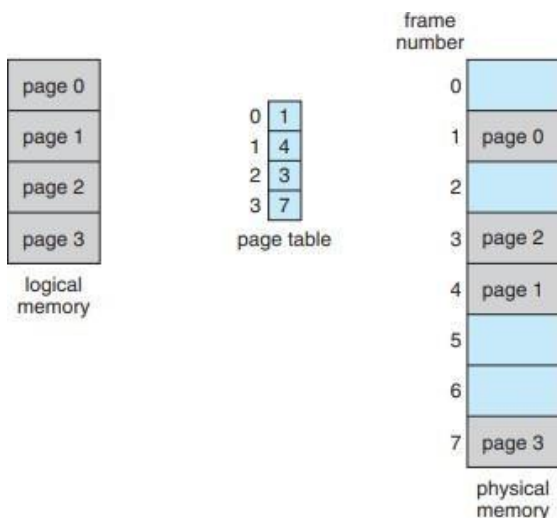 page 0
page 1
page 2
page 3
logical
memory
0 1
1 4
2 3
3 7
page table
frame
number
0
1 page 0
2
3 page 2
4 page 1
5
6
7 page 3
physical
memory